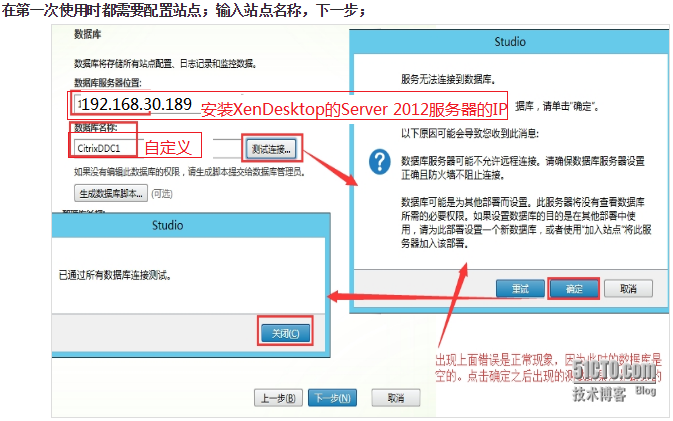 在第一次使用时都需要配置站点；输入站点名称，下一步；
数据库
数据库将存储所有站点配置、日志记录和监控数据。
数据库服务器位置:
192.168.30.189 安装XenDesktop的Server 2012服务器的IP
数据库名称:
CitrixDDC1
自定义
测试连接...
如果没有编辑此数据库的权限，请生成脚本提交给数据库管理员。
生成数据库脚本... (可选)
Studio
服务无法连接到数据库。
据库，请单击"确定"。
以下原因可能会导致您收到此消息:
数据库服务器可能不允许远程连接。请确保数据库服务器设置
正确且防火墙不阻止连接。
数据库可能是为其他部署而设置。此服务器将没有查看数据库
所需的必要权限。如果设置数据库的目的是在其他部署中使
用，请为此部署设置一个新数据库，或者使用"加入站点"将此服
务器加入该部署。
重试 确定 取消
Studio
已通过所有数据库连接测试。
关闭(C)
出现上面错误是正常现象，因为此时的数据库是
空的。点击确定之后出现的测
的
上一步(B) 下一步(N) 取消
51CTO.com
技术博客 Blog